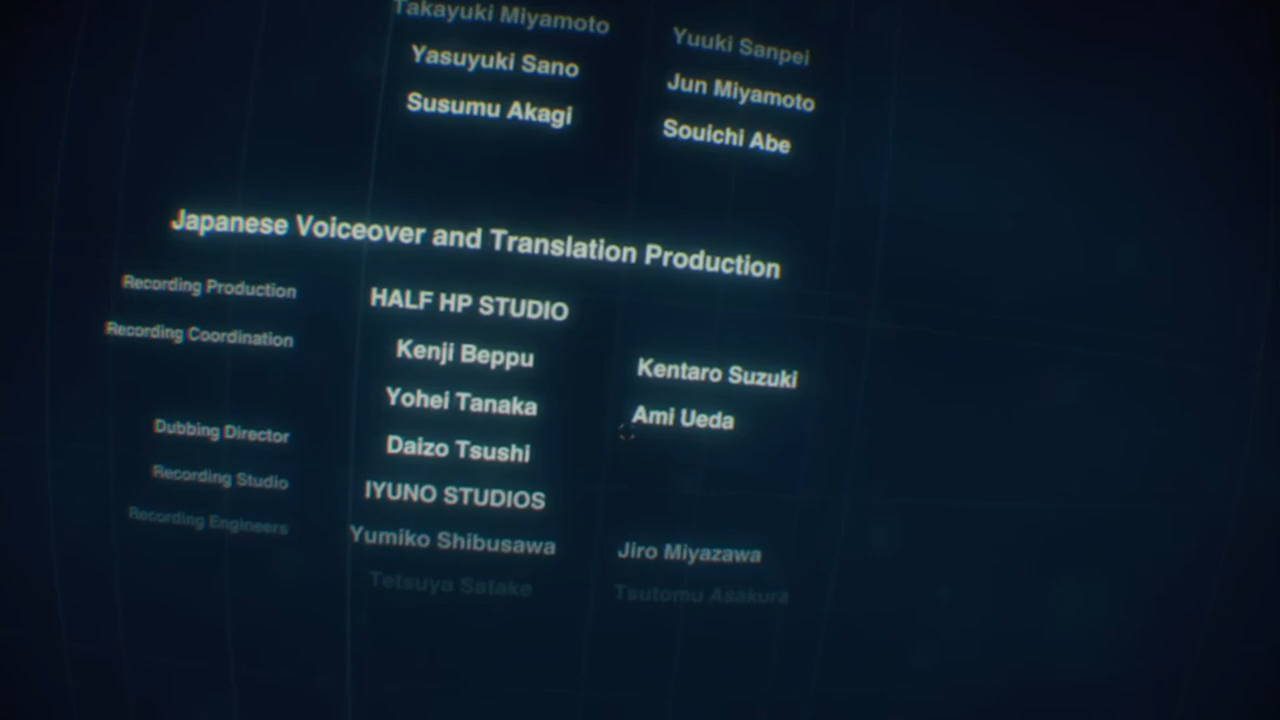 Takayuki Miyamoto Yuuki Sanpei
Yasuyuki Sano Jun Miyamoto
Susumu Akagi Souichi Abe
Japanese Voiceover and Translation Production
Recording Production HALF HP STUDIO
Recording Coordination Kenji Beppu Kentaro Suzuki
Yohei Tanaka Ami Ueda
Dubbing Director Daizo Tsushi
Recording Studio IYUNO STUDIOS
Recording Engineers Yumiko Shibusawa Jiro Miyazawa
Tetsuya Satake Tsutomu Asakura